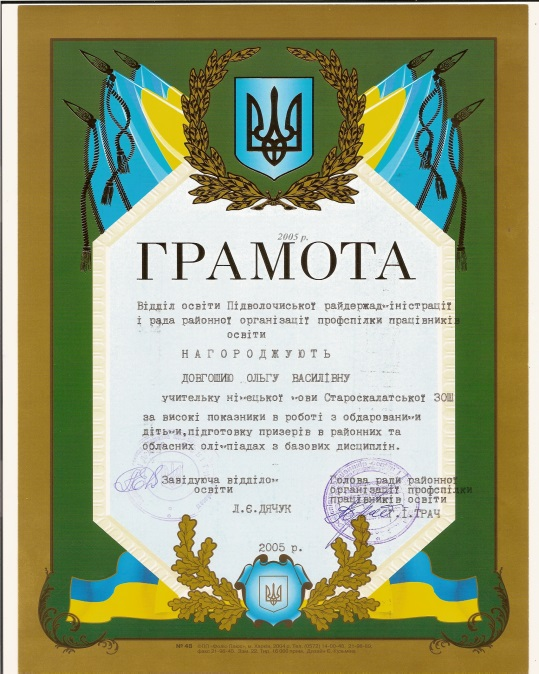 2005 р.
ГРАМОТА
Відділ освіти Підволочиської райдержадміністрації
і рада районної організації профспілки працівників
освіти
НАГОРОДЖУЮТЬ
ДОВГОШИЮ ОЛЬГУ ВАСИЛІВНУ
учительку німецької мови Староскалатської ЗОШ
за високі показники в роботі з обдарованими
дітьми,підготовку призерів в районних та
обласних олімпіадах з базових дисциплін.
Завідуюча відділом
освіти
Л.Є.ДЯЧУК
Голова ради районної
організації профспілки
працівників освіти
Г.І.ТРАЧ
2005 р.